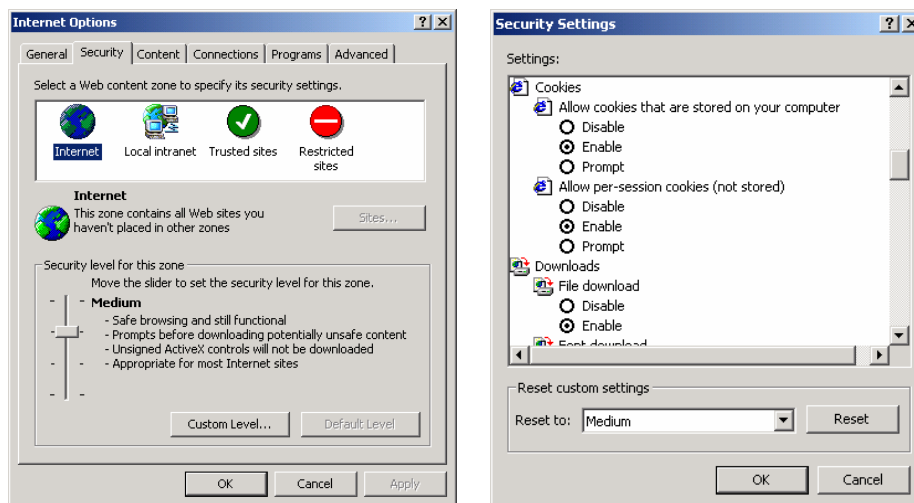 Internet Options
General Security Content Connections Programs Advanced
Select a Web content zone to specify its security settings.
Internet Local intranet Trusted sites Restricted
sites
Internet
This zone contains all Web sites you
haven't placed in other zones
Sites...
Security level for this zone
Move the slider to set the security level for this zone.
Medium
- Safe browsing and still functional
- Prompts before downloading potentially unsafe content
- Unsigned ActiveX controls will not be downloaded
- Appropriate for most Internet sites
Custom Level... Default Level
OK Cancel Apply
Security Settings
Settings:
Cookies
Allow cookies that are stored on your computer
Disable
Enable
Prompt
Allow per-session cookies (not stored)
Disable
Enable
Prompt
Downloads
File download
Disable
Enable
Font download
Reset custom settings
Reset to: Medium Reset
OK Cancel